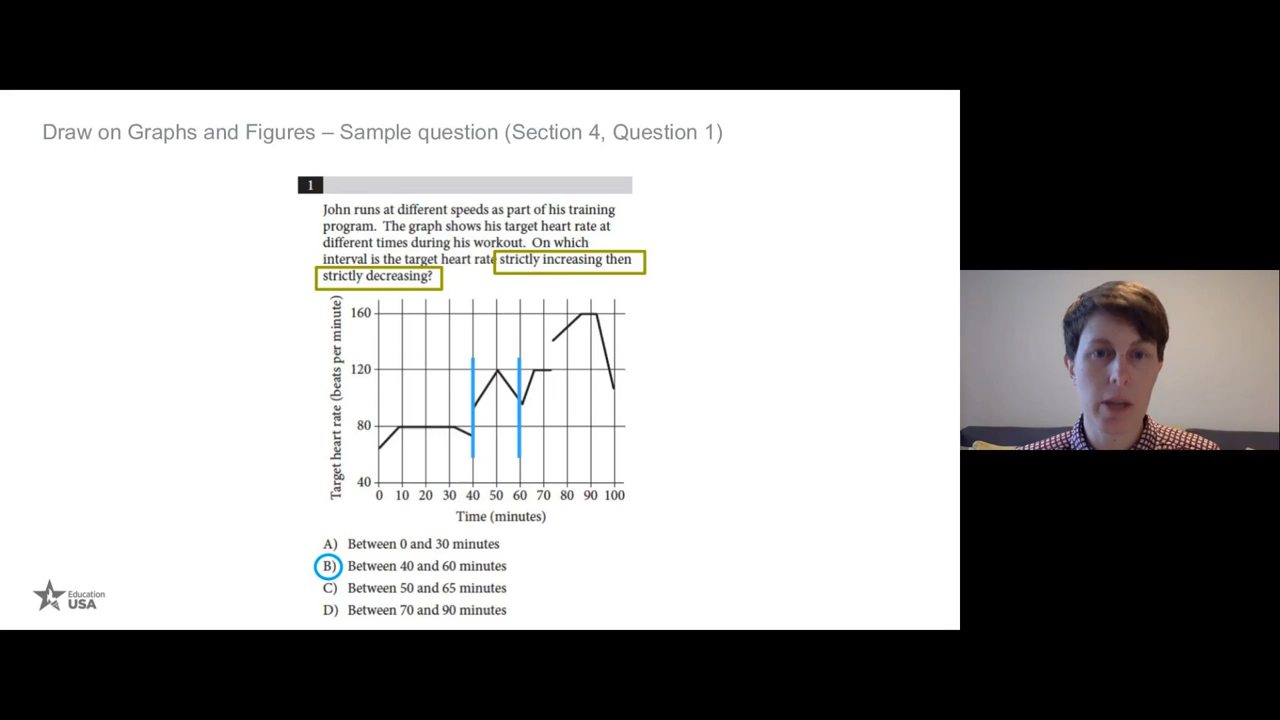 Draw on Graphs and Figures – Sample question (Section 4, Question 1)
1
John runs at different speeds as part of his training
program. The graph shows his target heart rate at
different times during his workout. On which
interval is the target heart rate strictly increasing then
strictly decreasing?
Target heart rate (beats per minute)
160
120
80
40
0 10 20 30 40 50 60 70 80 90 100
Time (minutes)
A) Between 0 and 30 minutes
B) Between 40 and 60 minutes
C) Between 50 and 65 minutes
D) Between 70 and 90 minutes
Education
USA